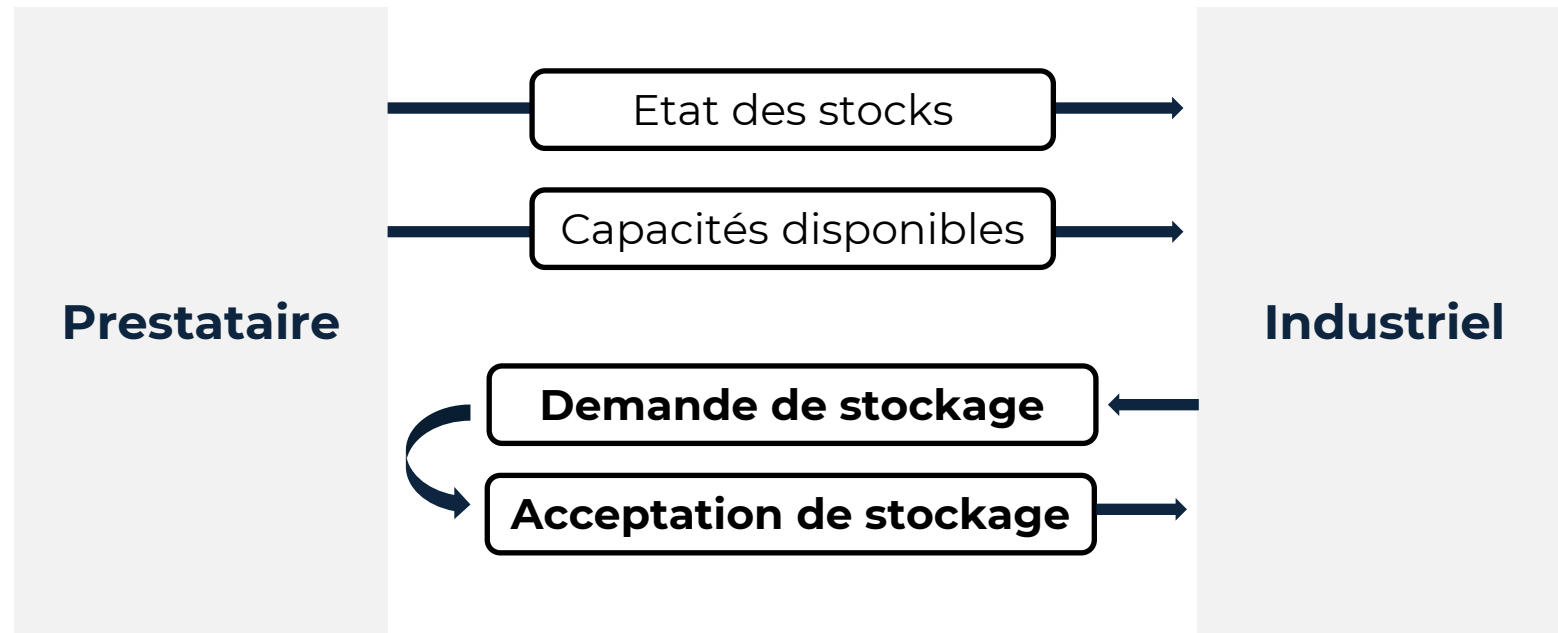 Etat des stocks
Capacités disponibles
Prestataire
Industriel
Demande de stockage
Acceptation de stockage